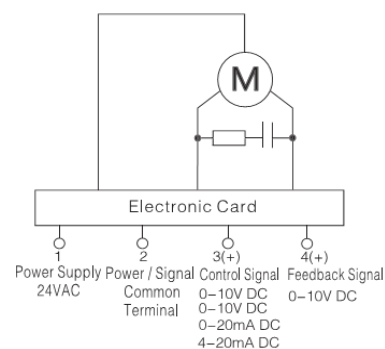 M
Electronic Card
1 2 3(+) 4(+)
Power Supply Power / Signal Control Signal Feedback Signal
24VAC Common 0-10V DC 0-10V DC
Terminal 0-10V DC
0-20mA DC
4-20mA DC